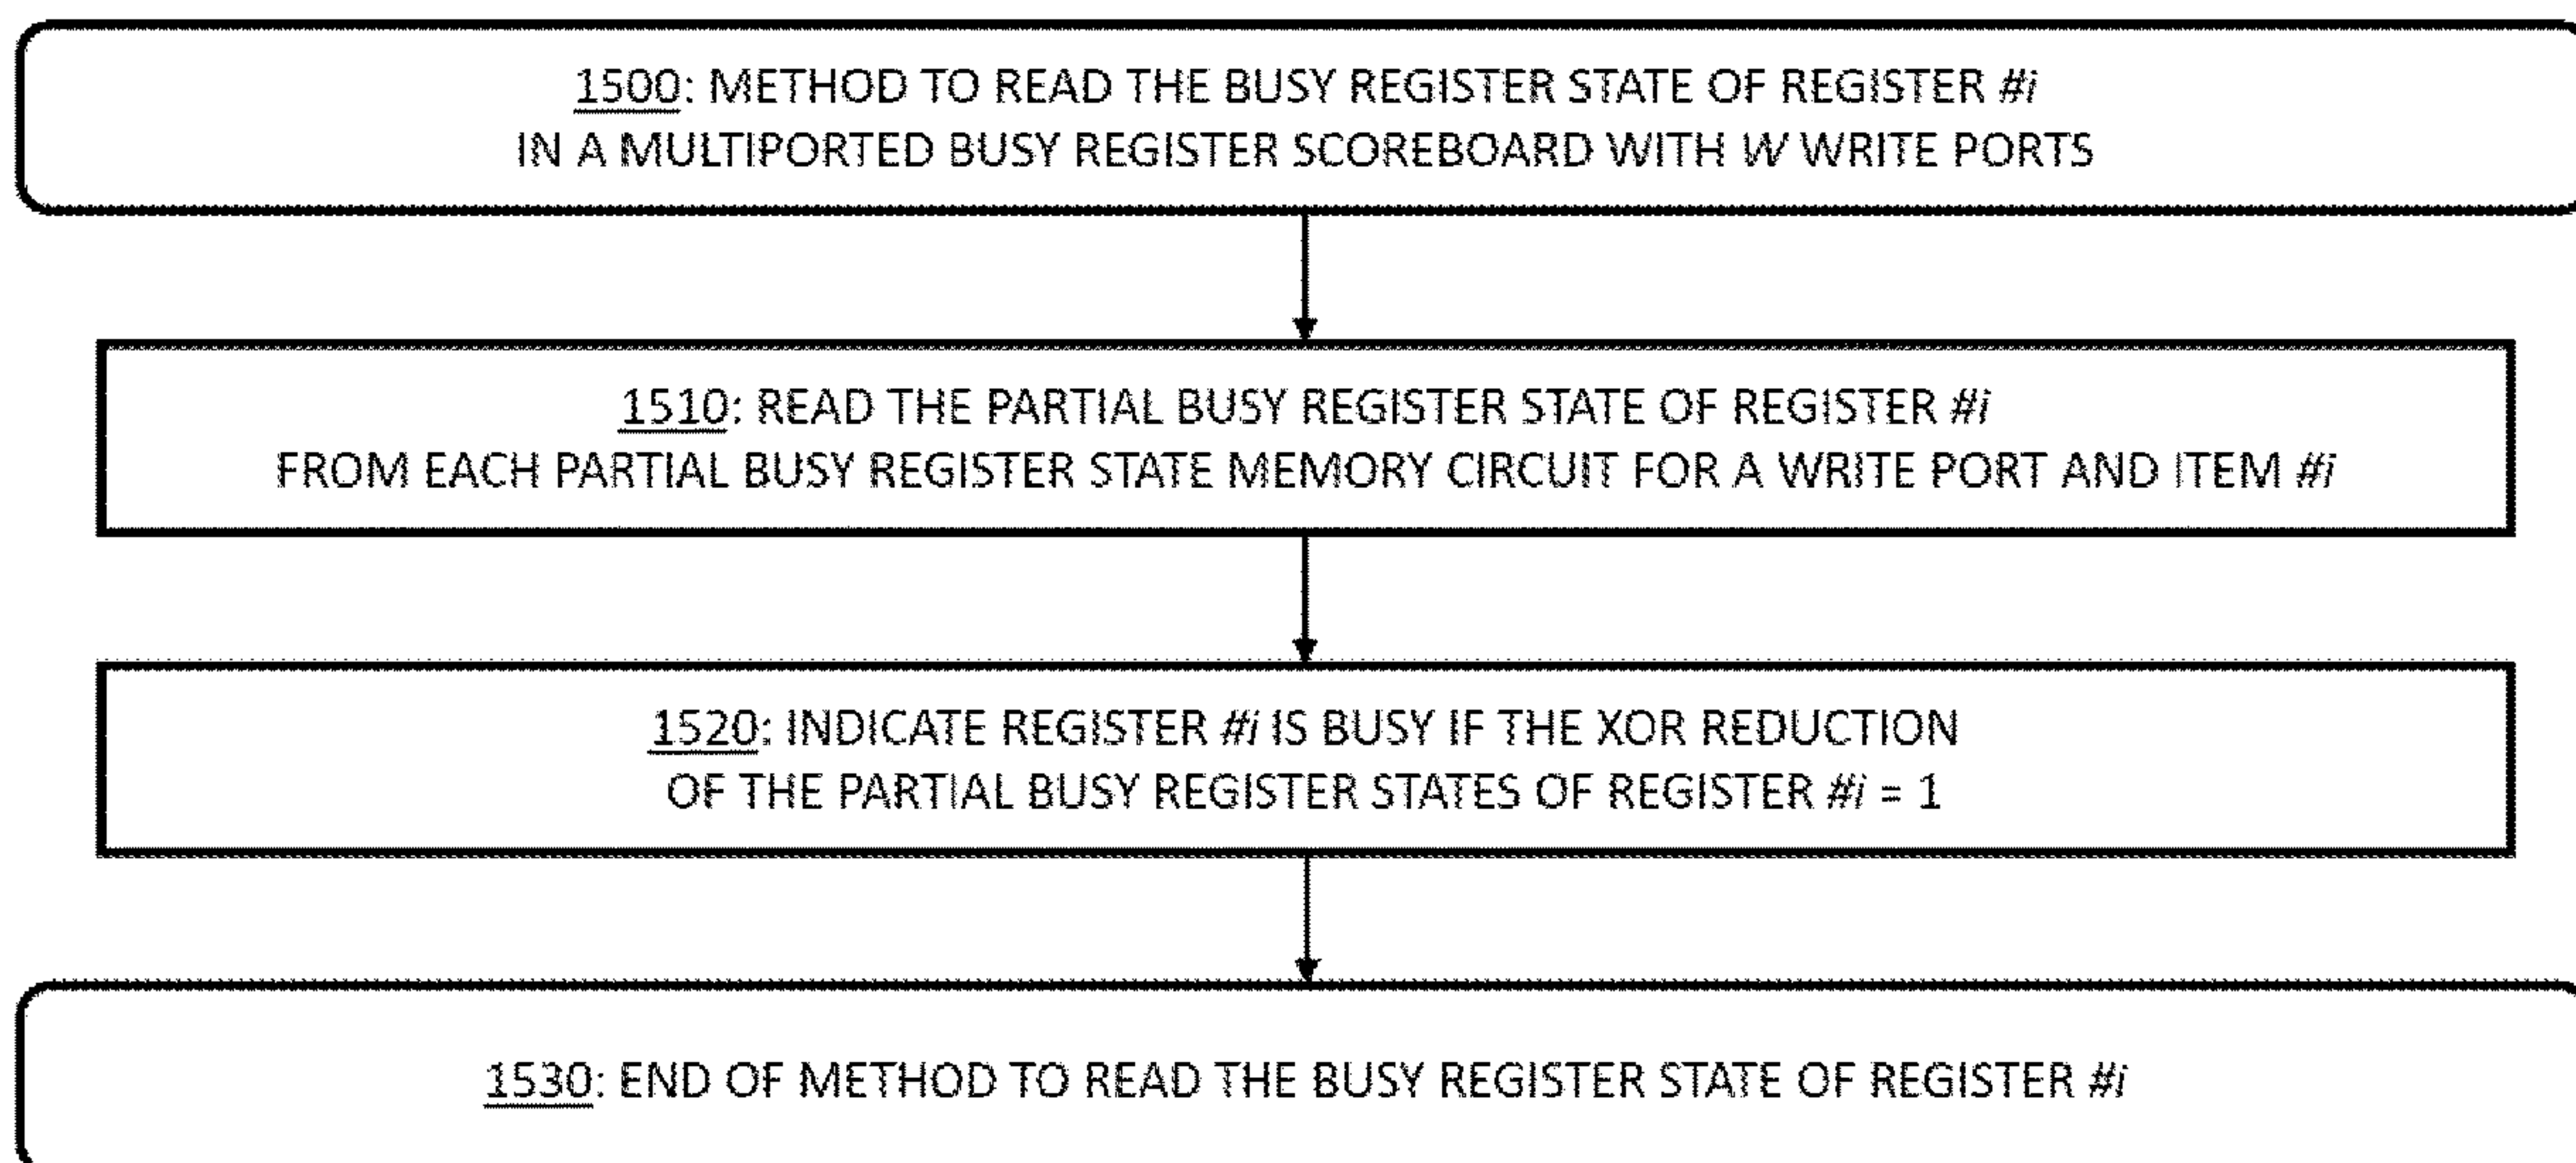 1500: METHOD TO READ THE BUSY REGISTER STATE OF REGISTER #i
IN A MULTIPORTED BUSY REGISTER SCOREBOARD WITH W WRITE PORTS
1510: READ THE PARTIAL BUSY REGISTER STATE OF REGISTER #i
FROM EACH PARTIAL BUSY REGISTER STATE MEMORY CIRCUIT FOR A WRITE PORT AND ITEM #i
1520: INDICATE REGISTER #i IS BUSY IF THE XOR REDUCTION
OF THE PARTIAL BUSY REGISTER STATES OF REGISTER #i = 1
1530: END OF METHOD TO READ THE BUSY REGISTER STATE OF REGISTER #i